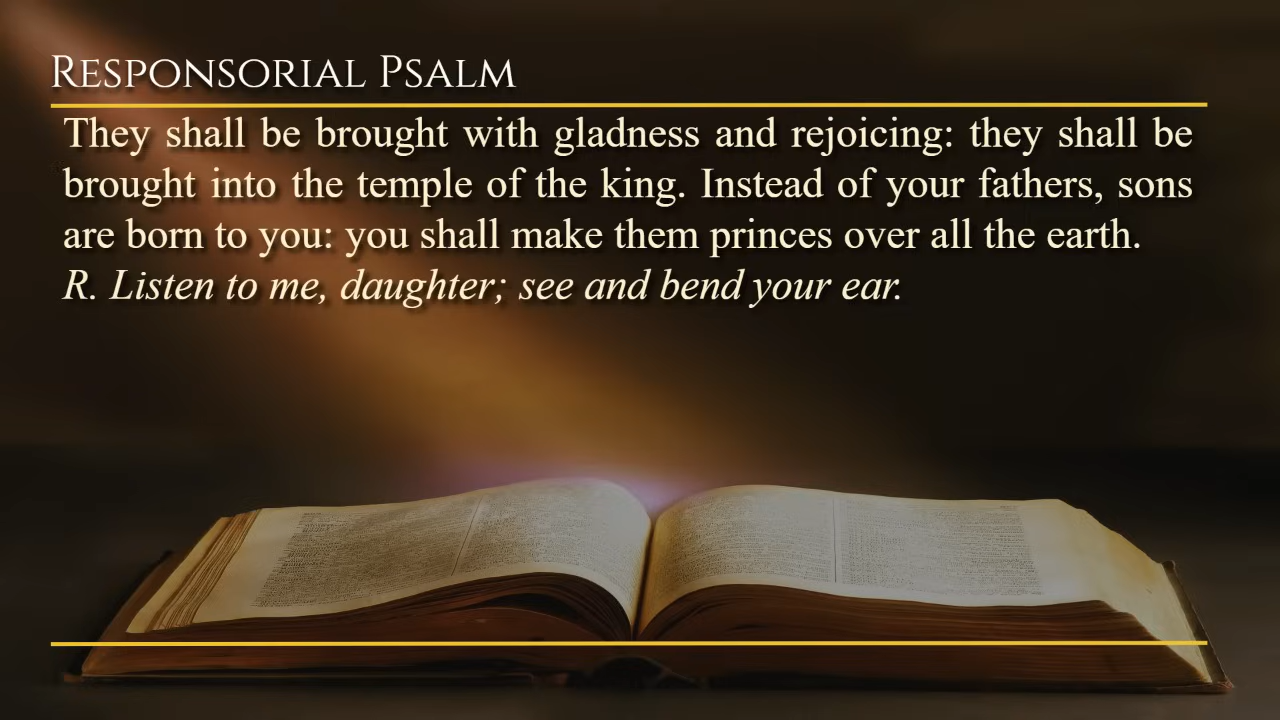 Responsorial Psalm
They shall be brought with gladness and rejoicing: they shall be
brought into the temple of the king. Instead of your fathers, sons
are born to you: you shall make them princes over all the earth.
R. Listen to me, daughter; see and bend your ear.